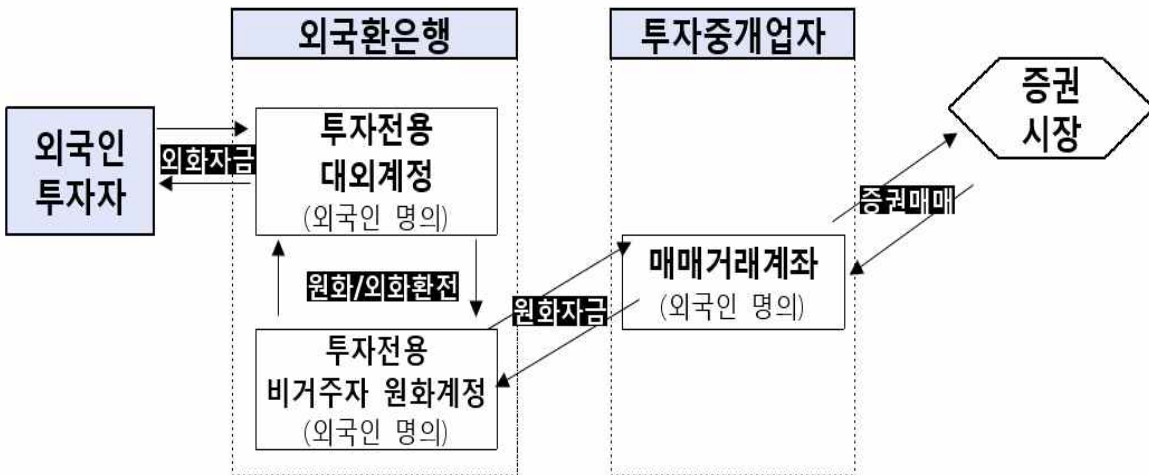 외국환은행
투자중개업자
외국인
투자자
외화자금
투자전용
대외계정
(외국인 명의)
원화/외화환전
투자전용
비거주자 원화계정
(외국인 명의)
원화자금
매매거래계좌
(외국인 명의)
증권매매
증권
시장